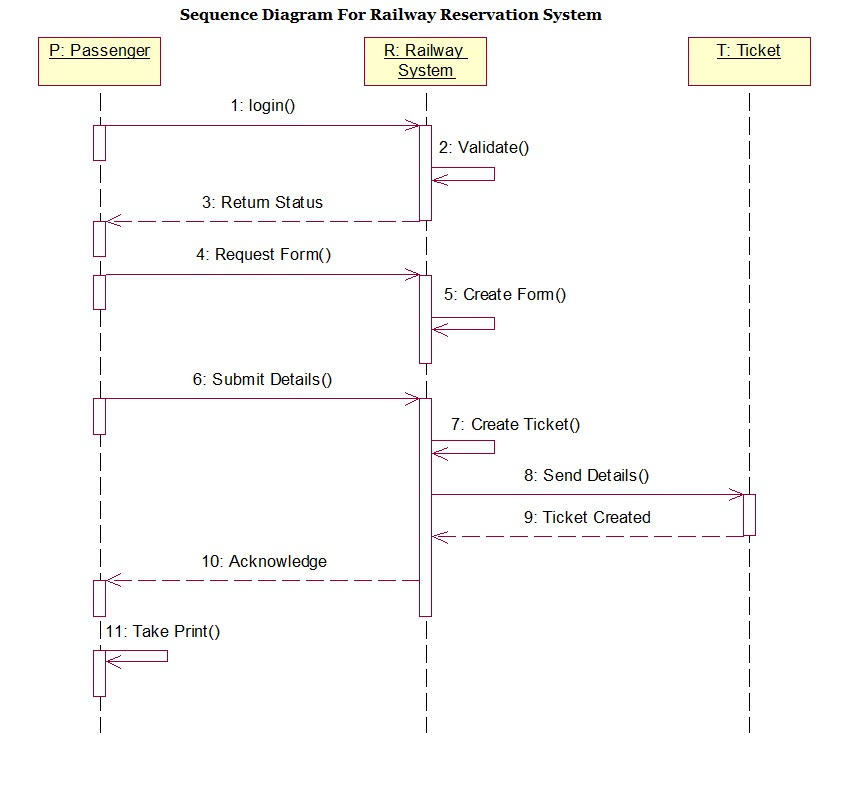 Sequence Diagram For Railway Reservation System
P: Passenger
R: Railway
System
T: Ticket
1: login()
2: Validate()
3: Return Status
4: Request Form()
5: Create Form()
6: Submit Details()
7: Create Ticket()
8: Send Details()
9: Ticket Created
10: Acknowledge
11: Take Print()